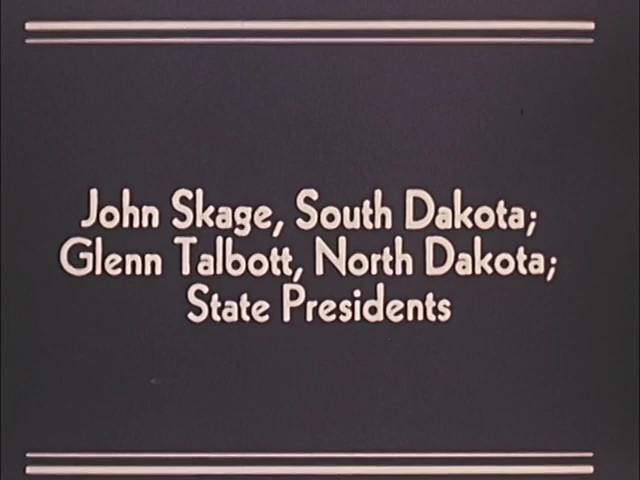 John Skage, South Dakota;
Glenn Talbott, North Dakota;
State Presidents